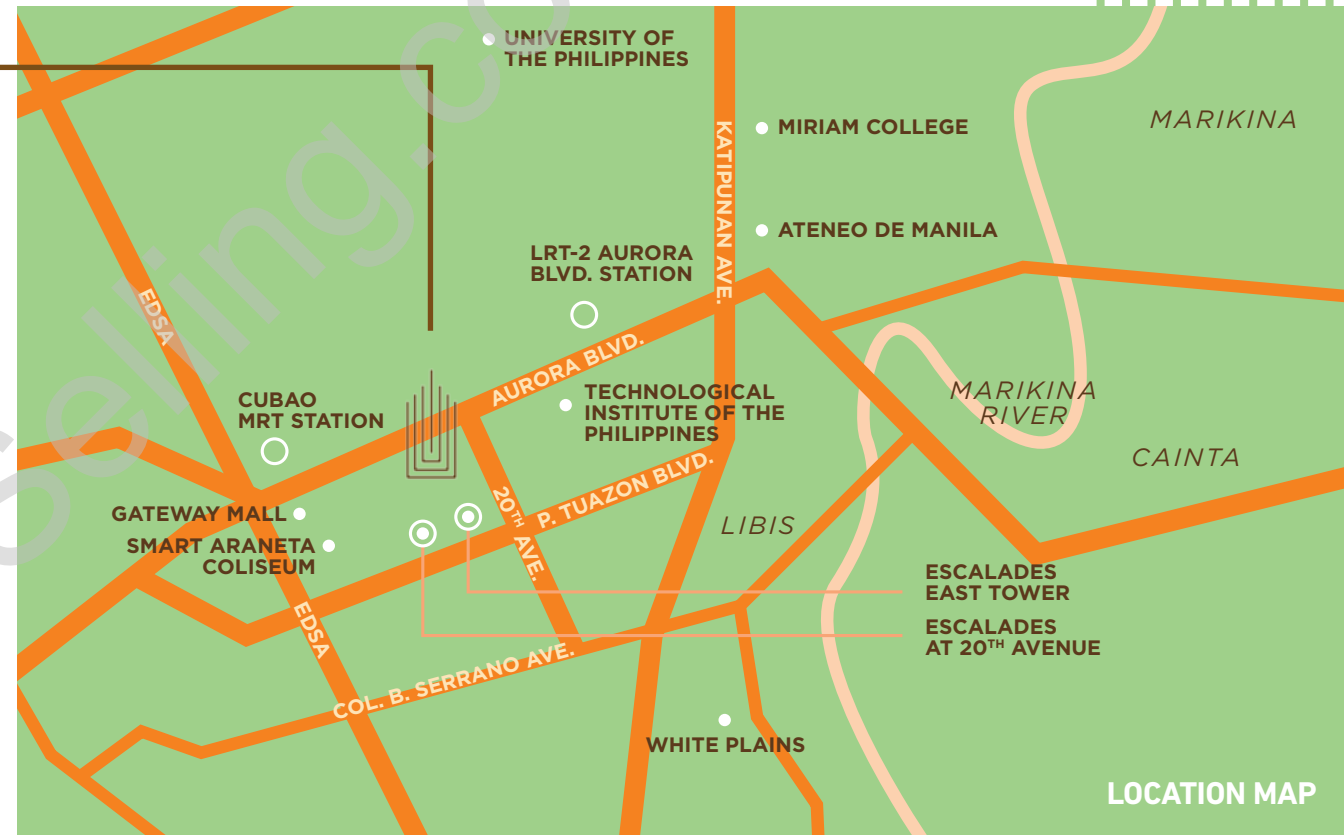 UNIVERSITY OF
THE PHILIPPINES
MIRIAM COLLEGE
MARIKINA
KATIPUNAN AVE.
ATENEO DE MANILA
LRT-2 AURORA
BLVD. STATION
EDSA
AURORA BLVD.
CUBAO
MRT STATION
TECHNOLOGICAL
INSTITUTE OF THE
PHILIPPINES
MARIKINA
RIVER
CAINTA
P. TUAZON BLVD.
20TH AVE.
GATEWAY MALL
LIBIS
SMART ARANETA
COLISEUM
ESCALADES
EAST TOWER
EDSA
ESCALADES
AT 20TH AVENUE
COL. B. SERRANO AVE.
WHITE PLAINS
LOCATION MAP